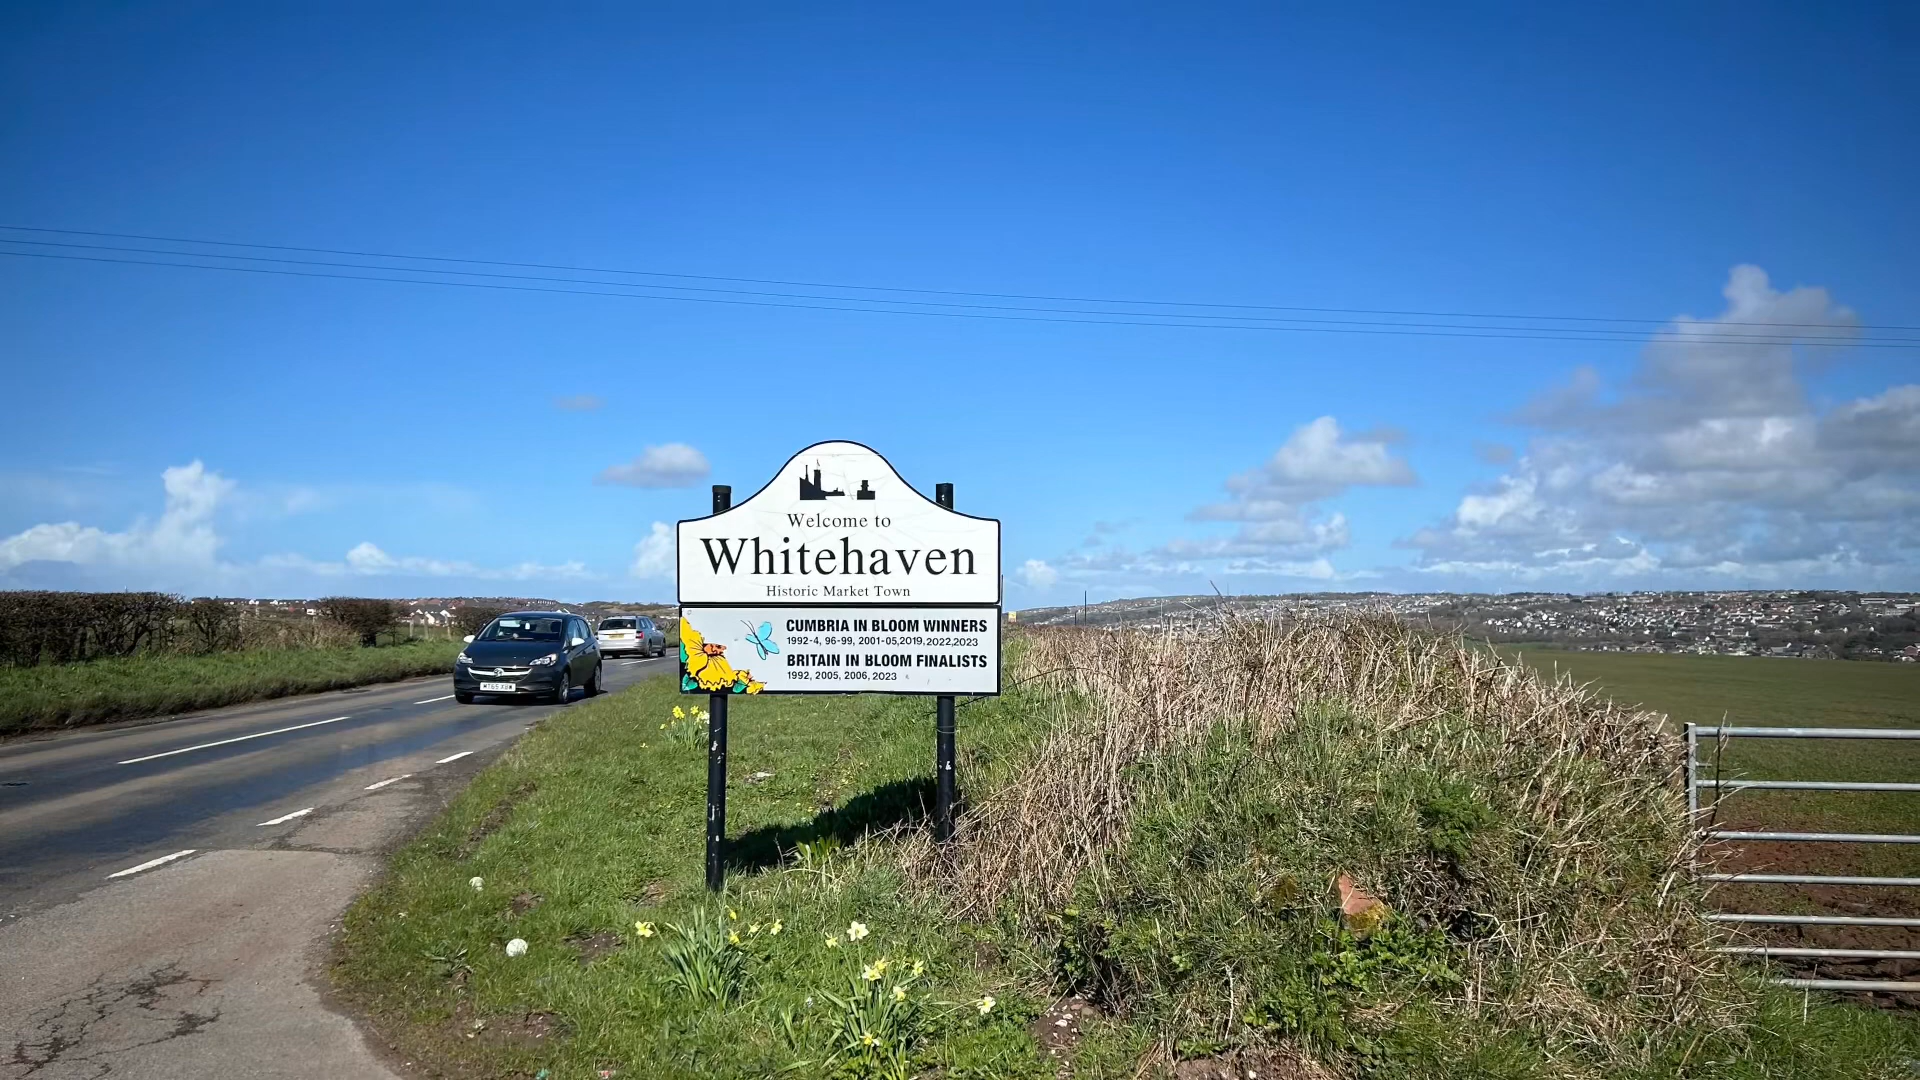 Welcome to
Whitehaven
Historic Market Town
CUMBRIA IN BLOOM WINNERS
1992-4, 96-99, 2001-05,2019,2022,2023
BRITAIN IN BLOOM FINALISTS
1992, 2005, 2006, 2023